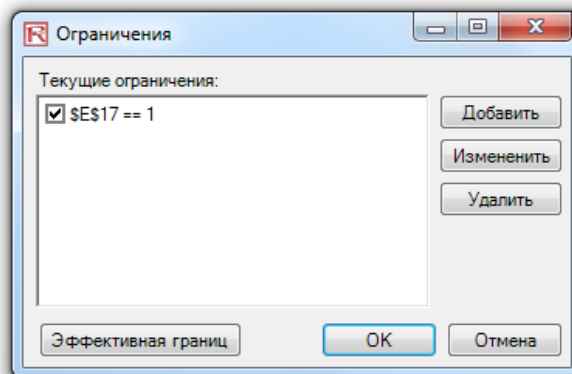 Ограничения
Текущие ограничения:
$E$17 == 1
Добавить
Измененить
Удалить
Эффективная границ
OK
Отмена